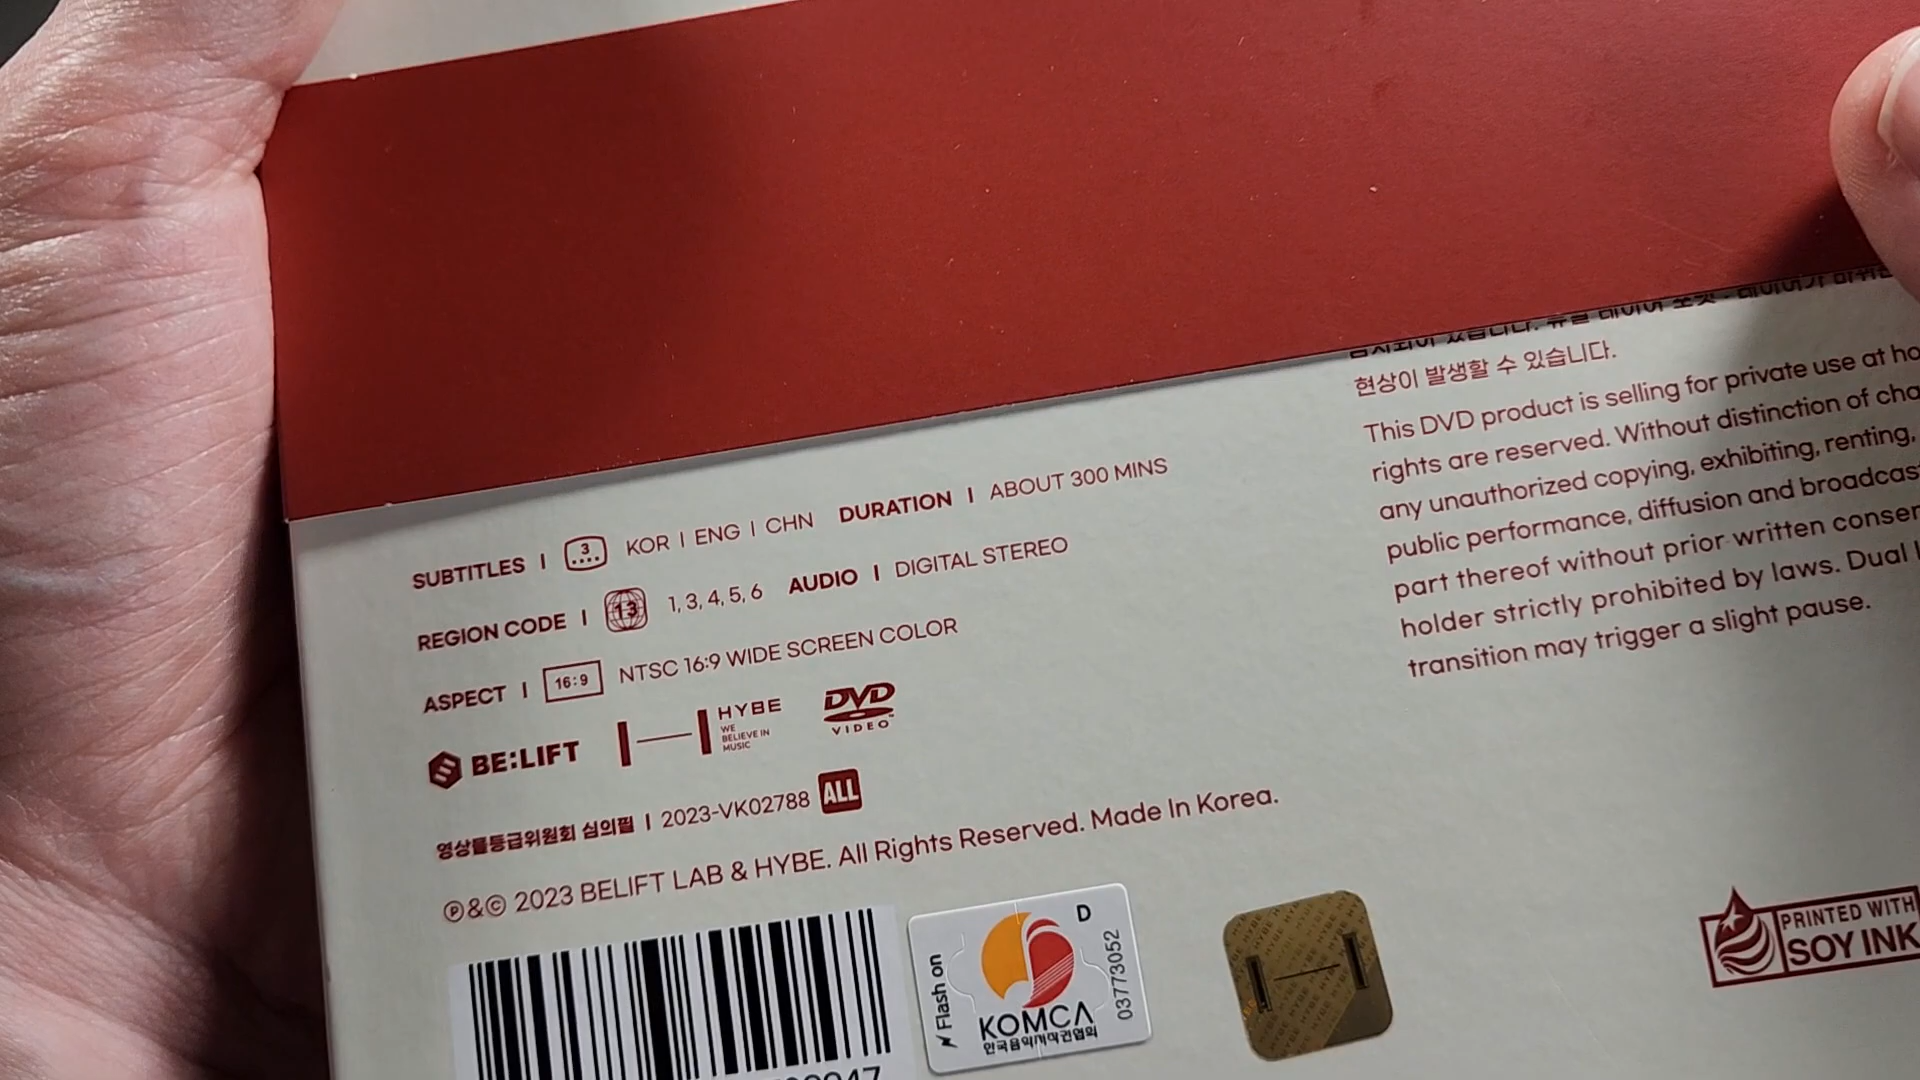 현상이 발생할 수 있습니다.
This DVD product is selling for private use at ho
rights are reserved. Without distinction of cha
any unauthorized copying, exhibiting, renting,
public performance, diffusion and broadcas
part thereof without prior written conser
holder strictly prohibited by laws. Dual l
transition may trigger a slight pause.
SUBTITLES | 3 KOR | ENG | CHN DURATION | ABOUT 300 MINS
REGION CODE | 13 1, 3, 4, 5, 6 AUDIO | DIGITAL STEREO
ASPECT | 16:9 NTSC 16:9 WIDE SCREEN COLOR
BE:LIFT
HYBE
WE
BELIEVE IN
MUSIC
DVD
VIDEO™
영상물등급위원회 심의필 | 2023-VK02788 ALL
℗&© 2023 BELIFT LAB & HYBE. All Rights Reserved. Made In Korea.
Flash on
D
03773052
KOMCA
한국음악저작권협회
PRINTED WITH
SOY INK